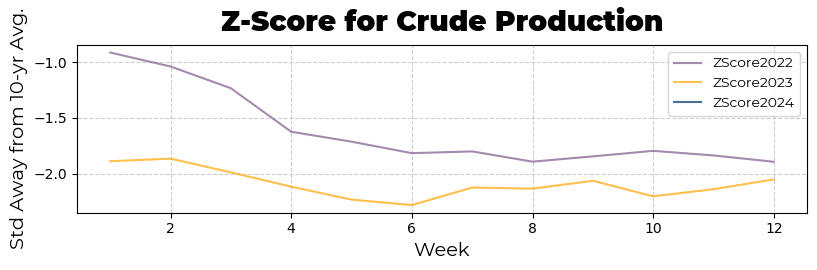 Z-Score for Crude Production
Std Away from 10-yr Avg.
−1.0
−1.5
−2.0
ZScore2022
ZScore2023
ZScore2024
2
4
6
8
10
12
Week